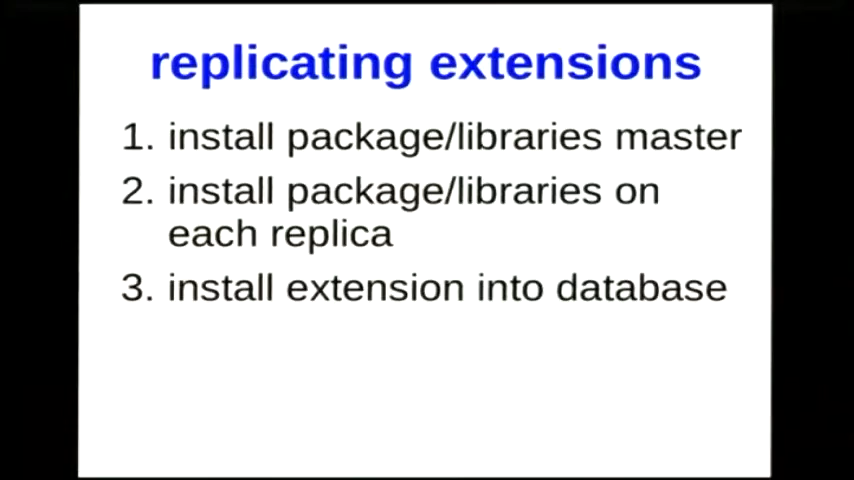 replicating extensions
1. install package/libraries master
2. install package/libraries on
each replica
3. install extension into database